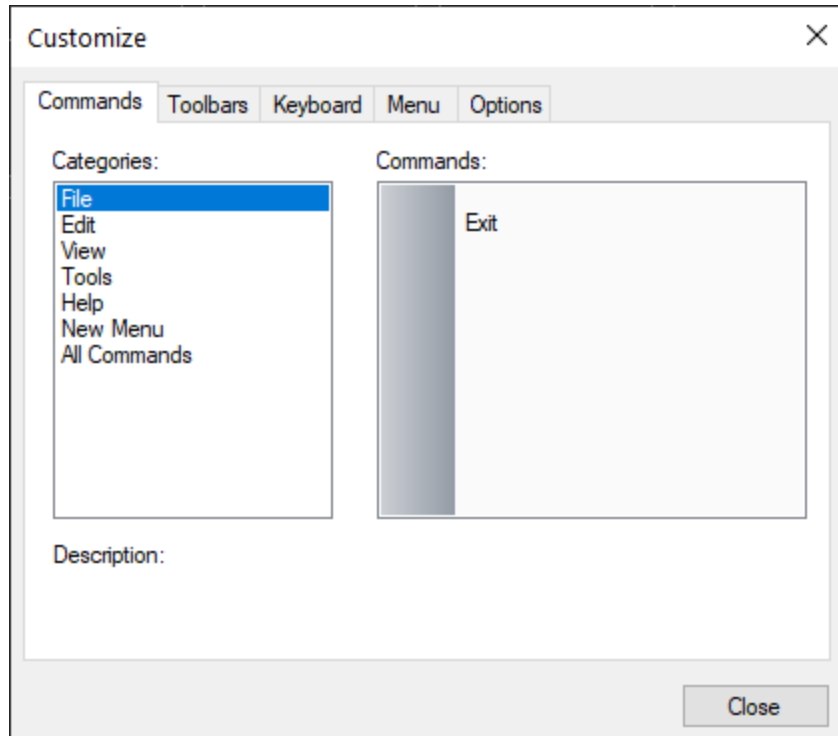 Customize
Commands Toolbars Keyboard Menu Options
Categories: Commands:
File
Exit
Edit
View
Tools
Help
New Menu
All Commands
Description:
Close